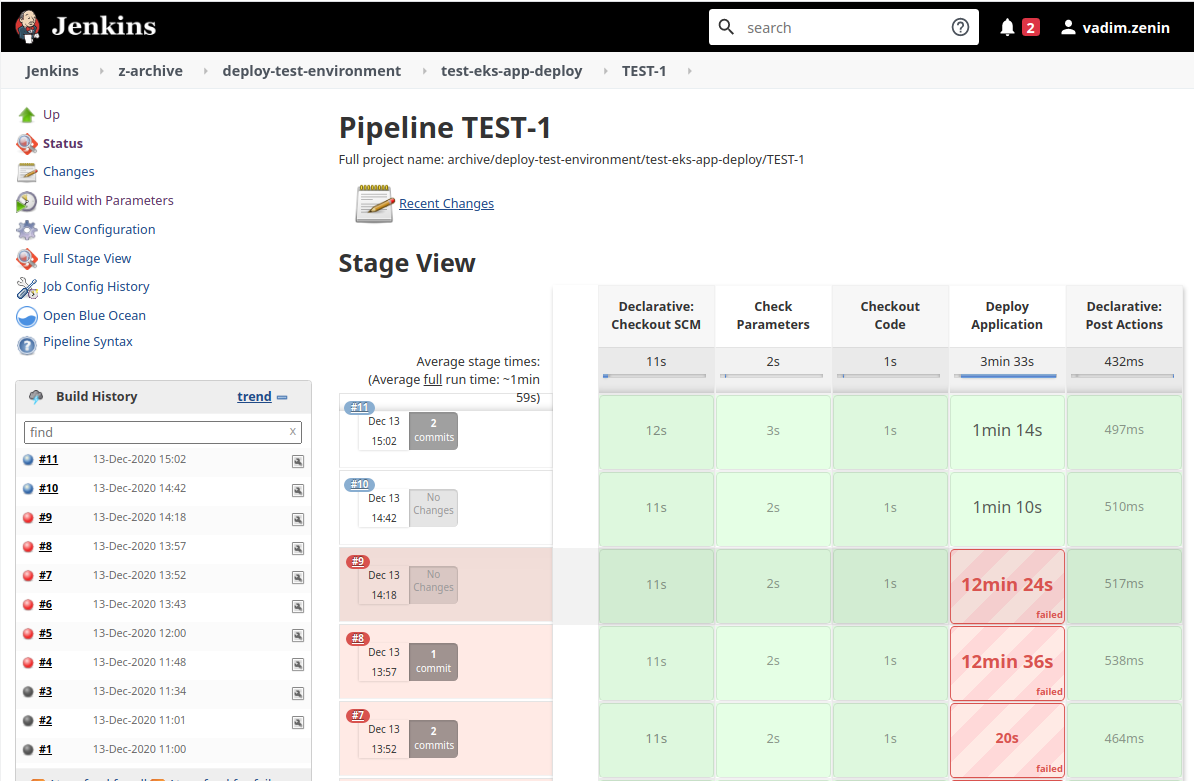 Jenkins
search
2
vadim.zenin
Jenkins
z-archive
deploy-test-environment
test-eks-app-deploy
TEST-1
Up
Status
Changes
Build with Parameters
View Configuration
Full Stage View
Job Config History
Open Blue Ocean
Pipeline Syntax
Build History
trend
find
x
#11 13-Dec-2020 15:02
#10 13-Dec-2020 14:42
#9 13-Dec-2020 14:18
#8 13-Dec-2020 13:57
#7 13-Dec-2020 13:52
#6 13-Dec-2020 13:43
#5 13-Dec-2020 12:00
#4 13-Dec-2020 11:48
#3 13-Dec-2020 11:34
#2 13-Dec-2020 11:01
#1 13-Dec-2020 11:00
Pipeline TEST-1
Full project name: archive/deploy-test-environment/test-eks-app-deploy/TEST-1
Recent Changes
Stage View
Declarative:
Checkout SCM
Check
Parameters
Checkout
Code
Deploy
Application
Declarative:
Post Actions
Average stage times:
(Average full run time: ~1min
59s)
11s
2s
1s
3min 33s
432ms
#11
Dec 13
15:02
2
commits
12s
3s
1s
1min 14s
497ms
#10
Dec 13
14:42
No
Changes
11s
2s
1s
1min 10s
510ms
#9
Dec 13
14:18
No
Changes
11s
2s
1s
12min 24s
failed
517ms
#8
Dec 13
13:57
1
commit
11s
2s
1s
12min 36s
failed
538ms
#7
Dec 13
13:52
2
commits
11s
2s
1s
20s
failed
464ms